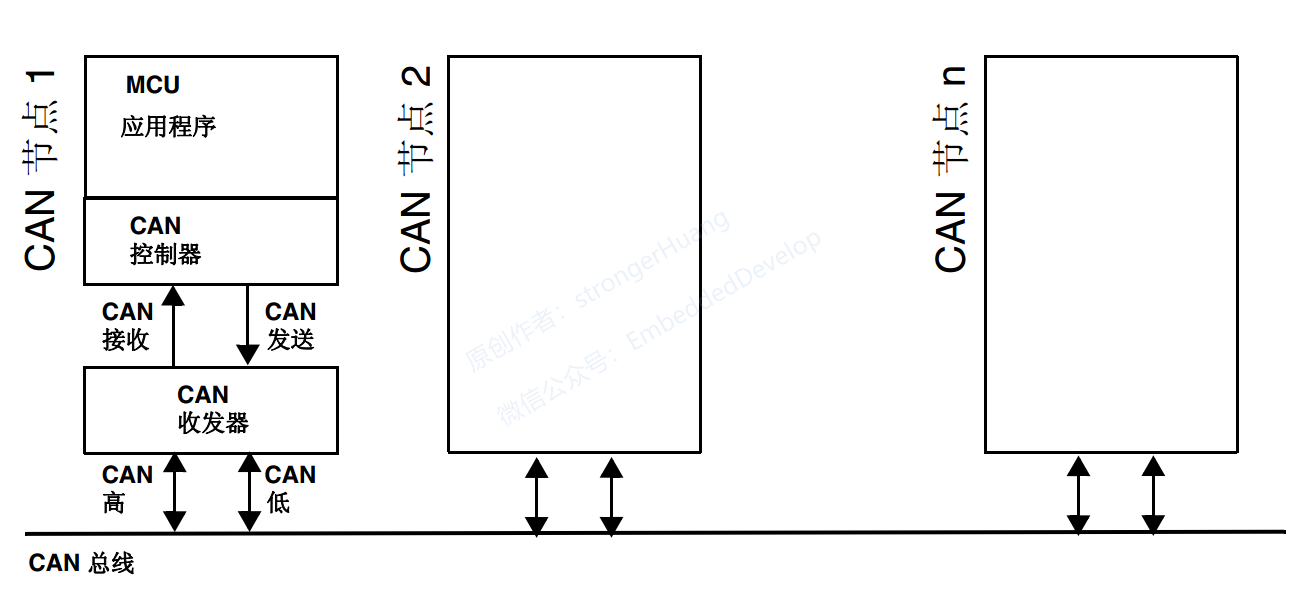 CAN 节点 1
MCU
应用程序
CAN
控制器
CAN
接收
CAN
发送
CAN
收发器
CAN
高
CAN
低
CAN 节点 2
CAN 节点 n
原创作者：strongerHuang
微信公众号：EmbeddedDevelop
CAN 总线